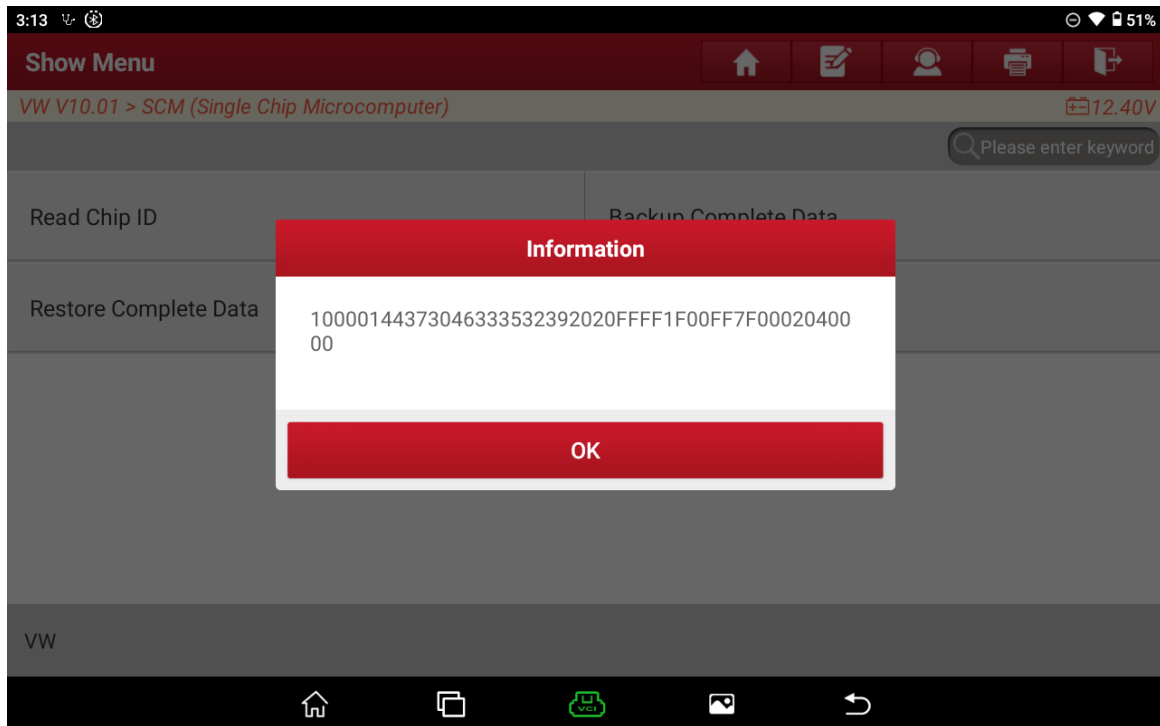 3:13 51%
Show Menu
VW V10.01 > SCM (Single Chip Microcomputer) 12.40V
Please enter keyword
Read Chip ID Backup Complete Data
Information
Restore Complete Data
10000144373046333532392020FFFF1F00FF7F00020400
00
OK
VW
VCI